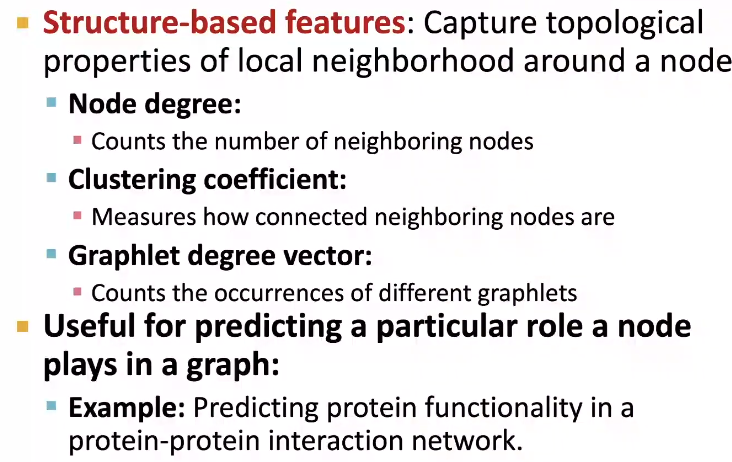 Structure-based features: Capture topological
properties of local neighborhood around a node
Node degree:
Counts the number of neighboring nodes
Clustering coefficient:
Measures how connected neighboring nodes are
Graphlet degree vector:
Counts the occurrences of different graphlets
Useful for predicting a particular role a node
plays in a graph:
Example: Predicting protein functionality in a
protein-protein interaction network.